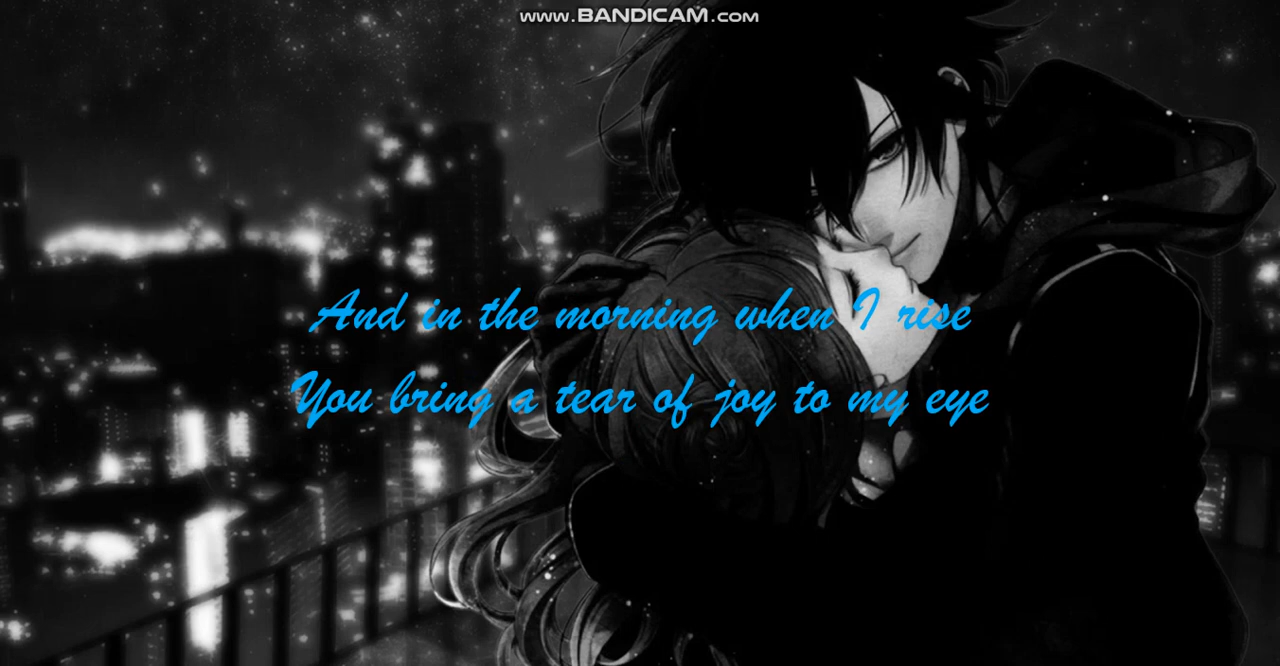 www.BANDICAM.com
And in the morning when I rise
You bring a tear of joy to my eye